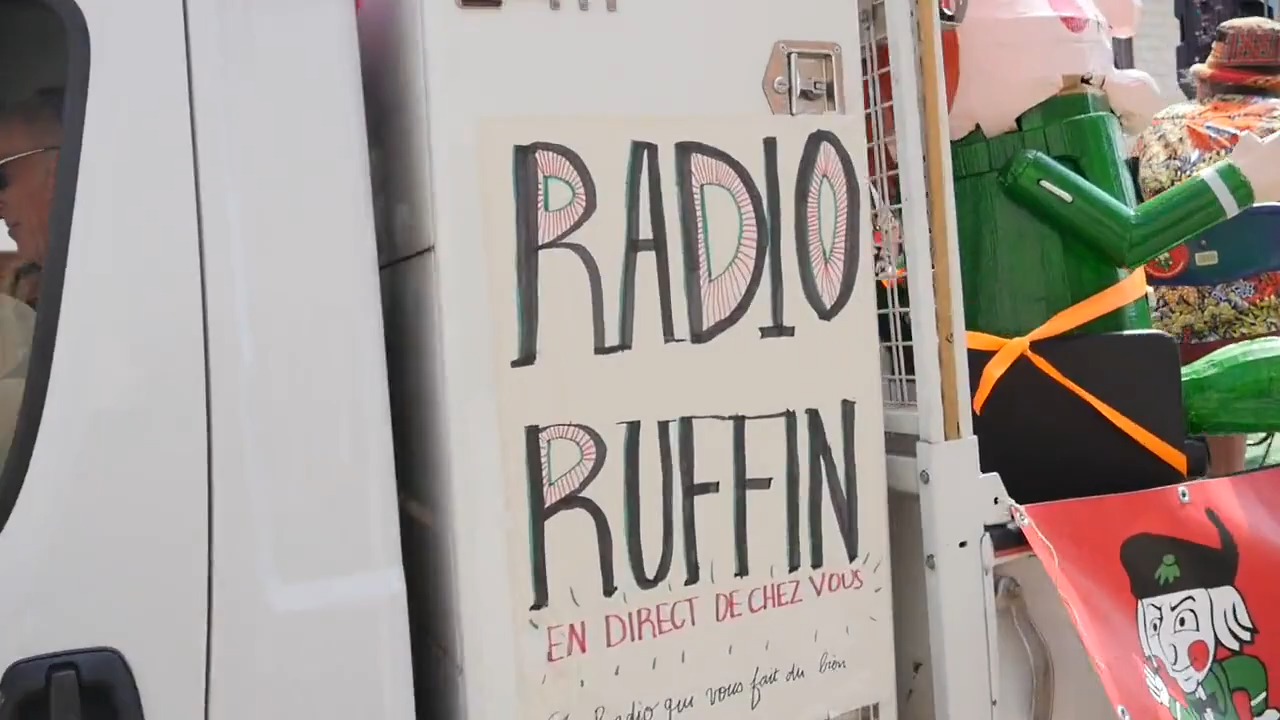 RADIO
RUFFIN
EN DIRECT DE CHEZ VOUS
Radio qui vous fait du bien